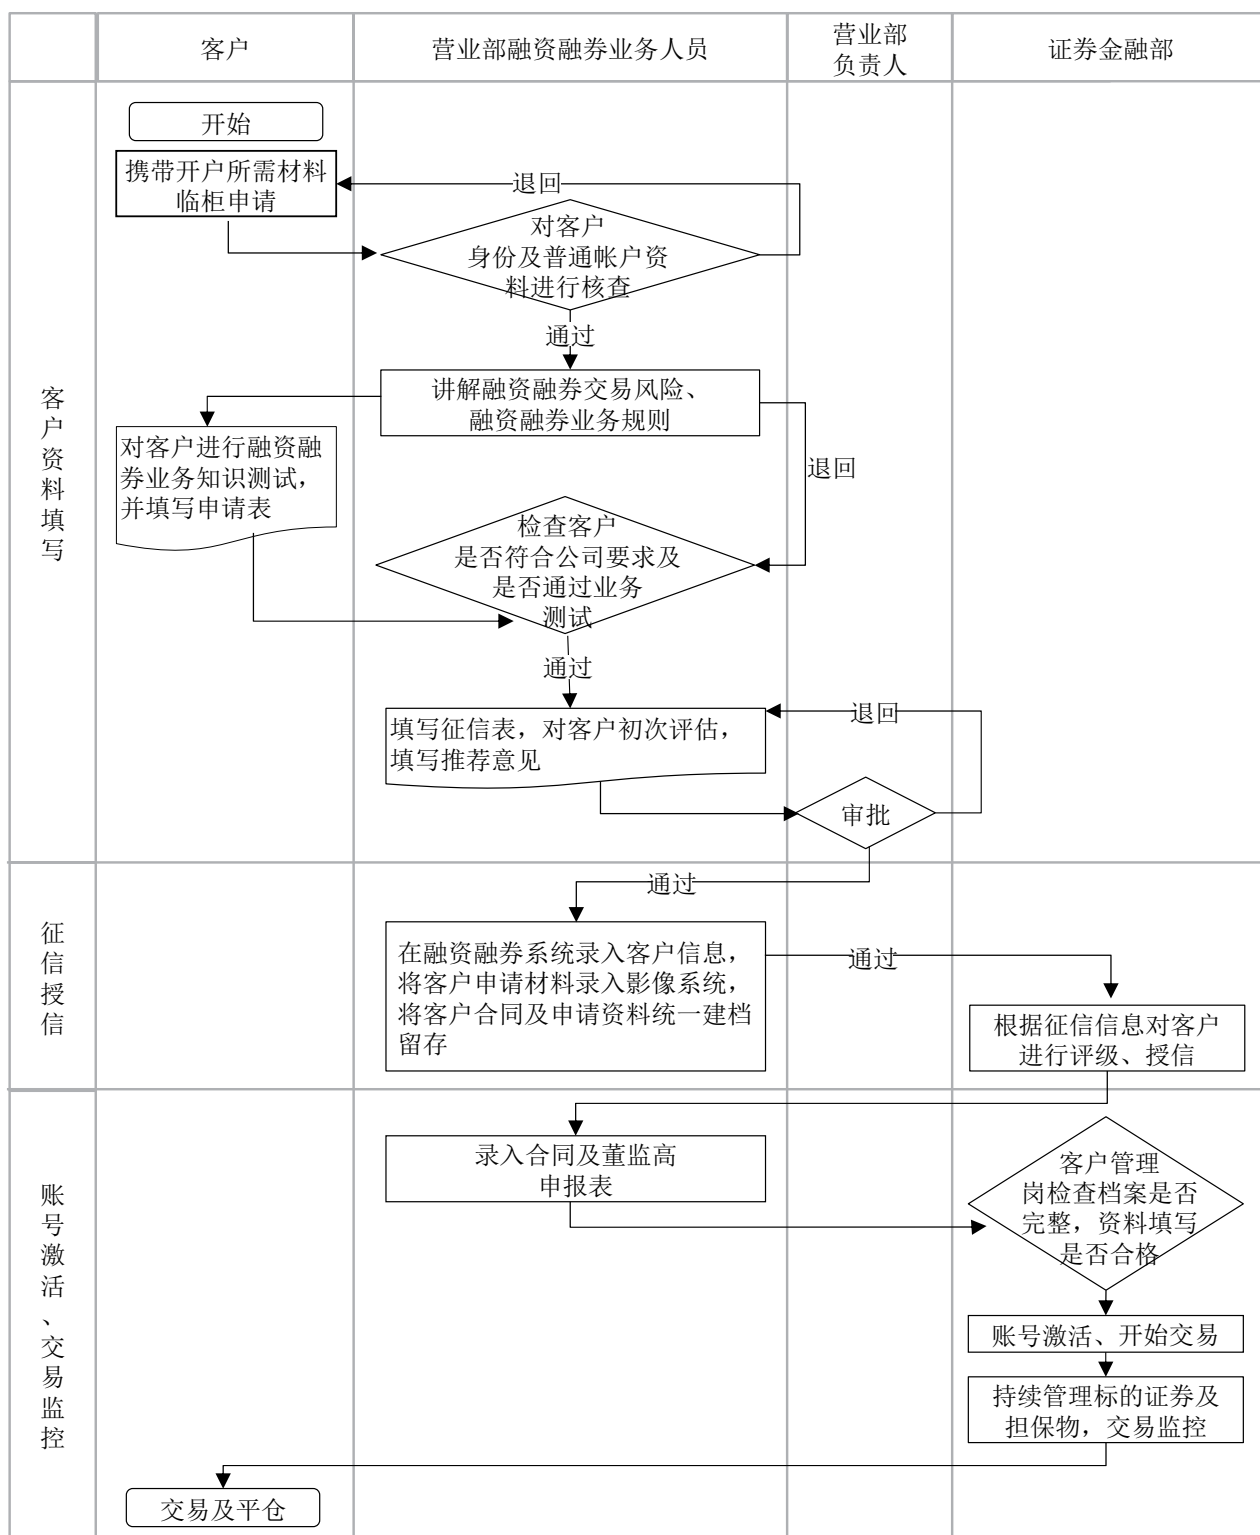 客户
营业部融资融券业务人员
营业部
负责人
证券金融部
客户资料填写
开始
携带开户所需材料
临柜申请
退回
对客户
身份及普通帐户资
料进行核查
通过
讲解融资融券交易风险、
融资融券业务规则
对客户进行融资融
券业务知识测试，
并填写申请表
退回
检查客户
是否符合公司要求及
是否通过业务
测试
通过
填写征信表，对客户初次评估，
填写推荐意见
退回
审批
征信授信
通过
在融资融券系统录入客户信息，
将客户申请材料录入影像系统，
将客户合同及申请资料统一建档
留存
通过
根据征信信息对客户
进行评级、授信
账号激活、交易监控
录入合同及董监高
申报表
客户管理
岗检查档案是否
完整，资料填写
是否合格
账号激活、开始交易
持续管理标的证券及
担保物，交易监控
交易及平仓